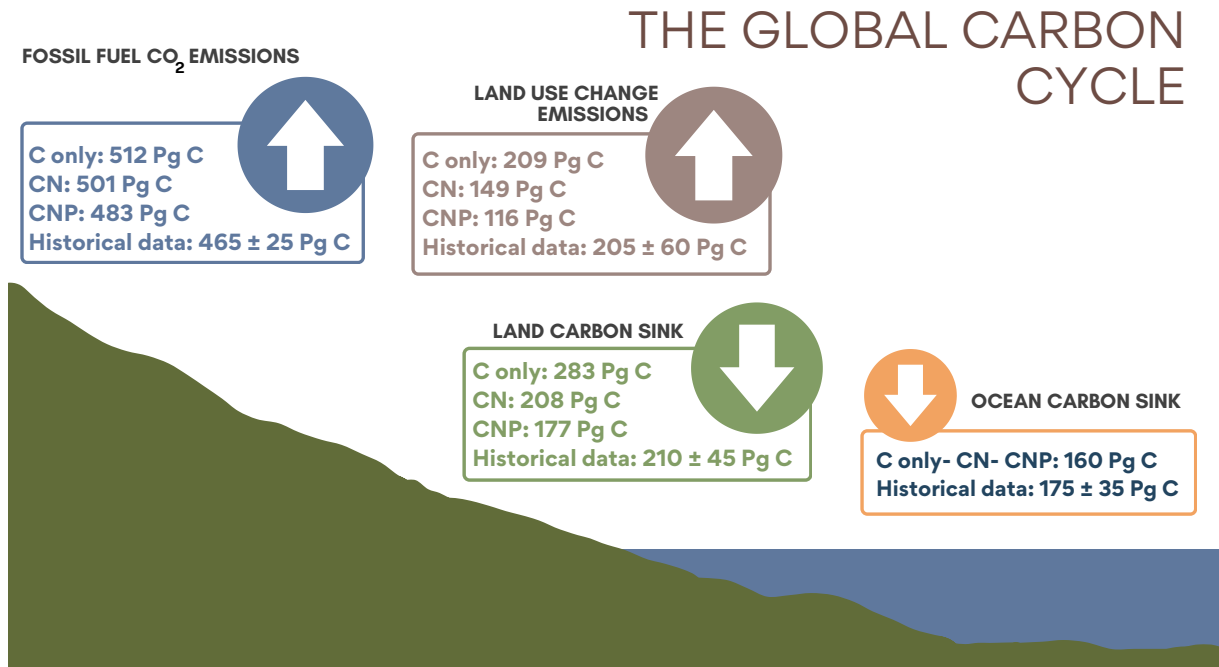 THE GLOBAL CARBON
CYCLE
FOSSIL FUEL CO2 EMISSIONS
C only: 512 Pg C
CN: 501 Pg C
CNP: 483 Pg C
Historical data: 465 ± 25 Pg C
LAND USE CHANGE
EMISSIONS
C only: 209 Pg C
CN: 149 Pg C
CNP: 116 Pg C
Historical data: 205 ± 60 Pg C
LAND CARBON SINK
C only: 283 Pg C
CN: 208 Pg C
CNP: 177 Pg C
Historical data: 210 ± 45 Pg C
OCEAN CARBON SINK
C only- CN- CNP: 160 Pg C
Historical data: 175 ± 35 Pg C